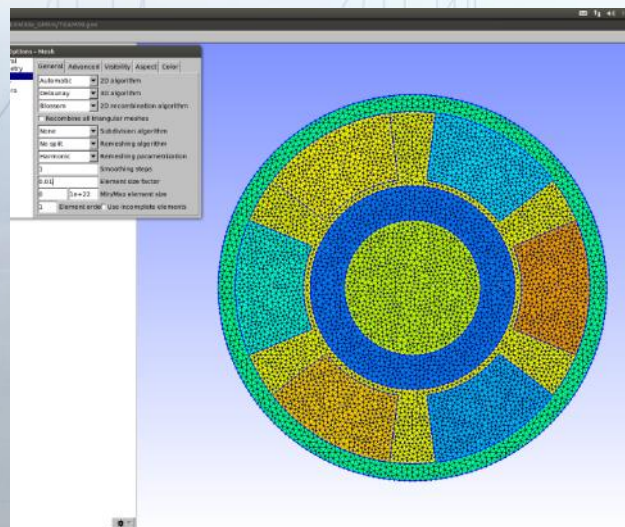 Options - Mesh
General Advanced Visibility Aspect Color
Automatic 2D algorithm
Delaunay 3D algorithm
Blossom 2D recombination algorithm
Recombine all triangular meshes
None Subdivision algorithm
No split Remeshing algorithm
Harmonic Remeshing parametrization
1 Smoothing steps
0.01 Element size factor
0 1e+22 Min/Max element size
1 Element order Use incomplete elements